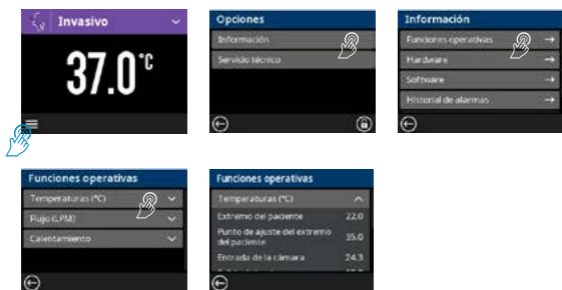 Invasivo
37.0°C
Opciones
Información
Servicio técnico
Información
Funciones operativas
Hardware
Software
Historial de alarmas
Funciones operativas
Temperaturas (°C)
Flujo (LPM)
Calentamiento
Funciones operativas
Temperaturas (°C)
Extremo del paciente 22.0
Punto de ajuste del extremo
del paciente 35.0
Entrada de la cámara 24.3